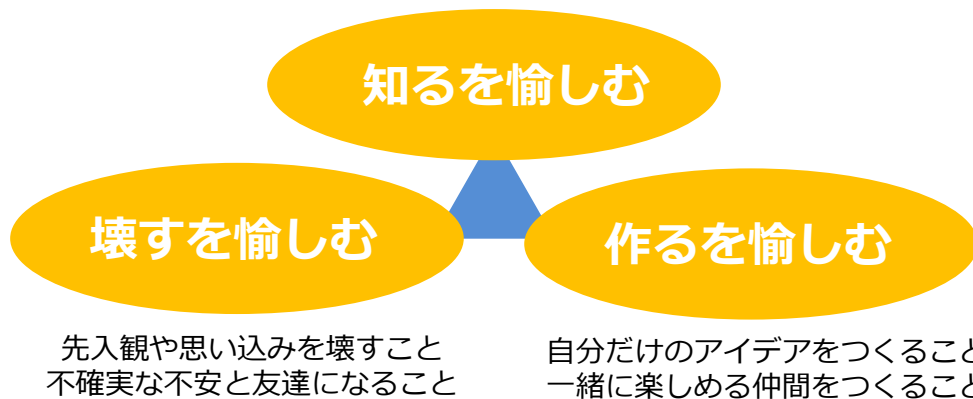 知るを愉しむ
壊すを愉しむ
作るを愉しむ
先入観や思い込みを壊すこと
不確実な不安と友達になること
自分だけのアイデアをつくること
一緒に楽しめる仲間をつくること